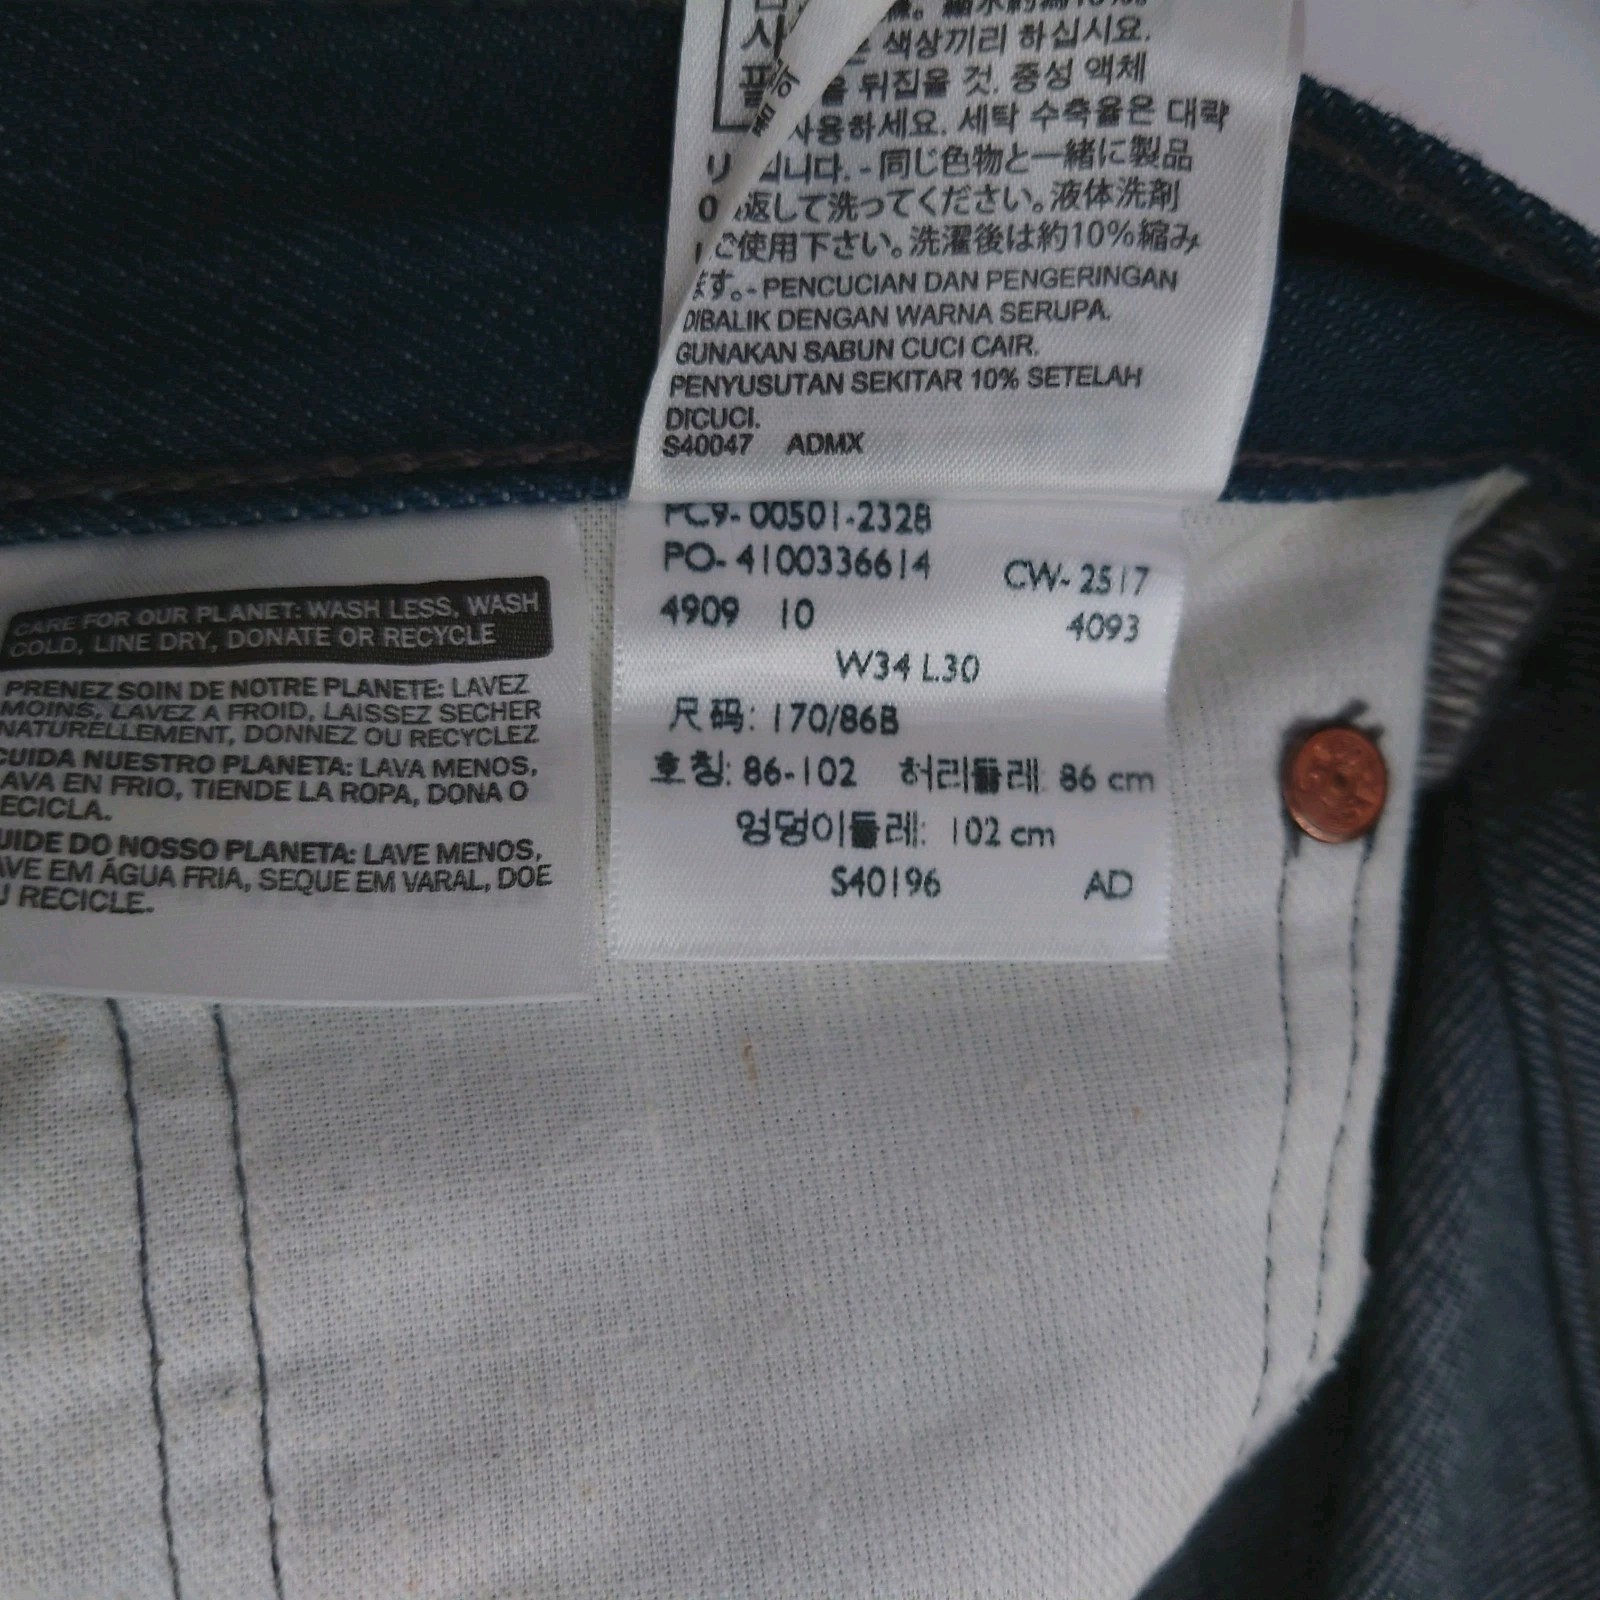 색상끼리 하십시요.
뒤집을 것. 중성 액체
사용하세요. 세탁 수축율은 대략
입니다. - 同じ色物と一緒に製品
返して洗ってください。液体洗剤
ご使用下さい。洗濯後は約10%縮み
ます。- PENCUCIAN DAN PENGERINGAN
DIBALIK DENGAN WARNA SERUPA.
GUNAKAN SABUN CUCI CAIR.
PENYUSUTAN SEKITAR 10% SETELAH
DICUCI.
S40047 ADMX
PC9-00501-2328
PO-4100336614 CW-2517
4909 10 4093
W34 L30
尺码: 170/86B
호칭: 86-102 허리둘레: 86 cm
엉덩이둘레: 102 cm
S40196 AD
CARE FOR OUR PLANET: WASH LESS, WASH
COLD, LINE DRY, DONATE OR RECYCLE
PRENEZ SOIN DE NOTRE PLANETE: LAVEZ
MOINS, LAVEZ A FROID, LAISSEZ SECHER
NATURELLEMENT, DONNEZ OU RECYCLEZ
CUIDA NUESTRO PLANETA: LAVA MENOS,
LAVA EN FRIO, TIENDE LA ROPA, DONA O
RECICLA.
CUIDE DO NOSSO PLANETA: LAVE MENOS,
LAVE EM ÁGUA FRIA, SEQUE EM VARAL, DOE
OU RECICLE.